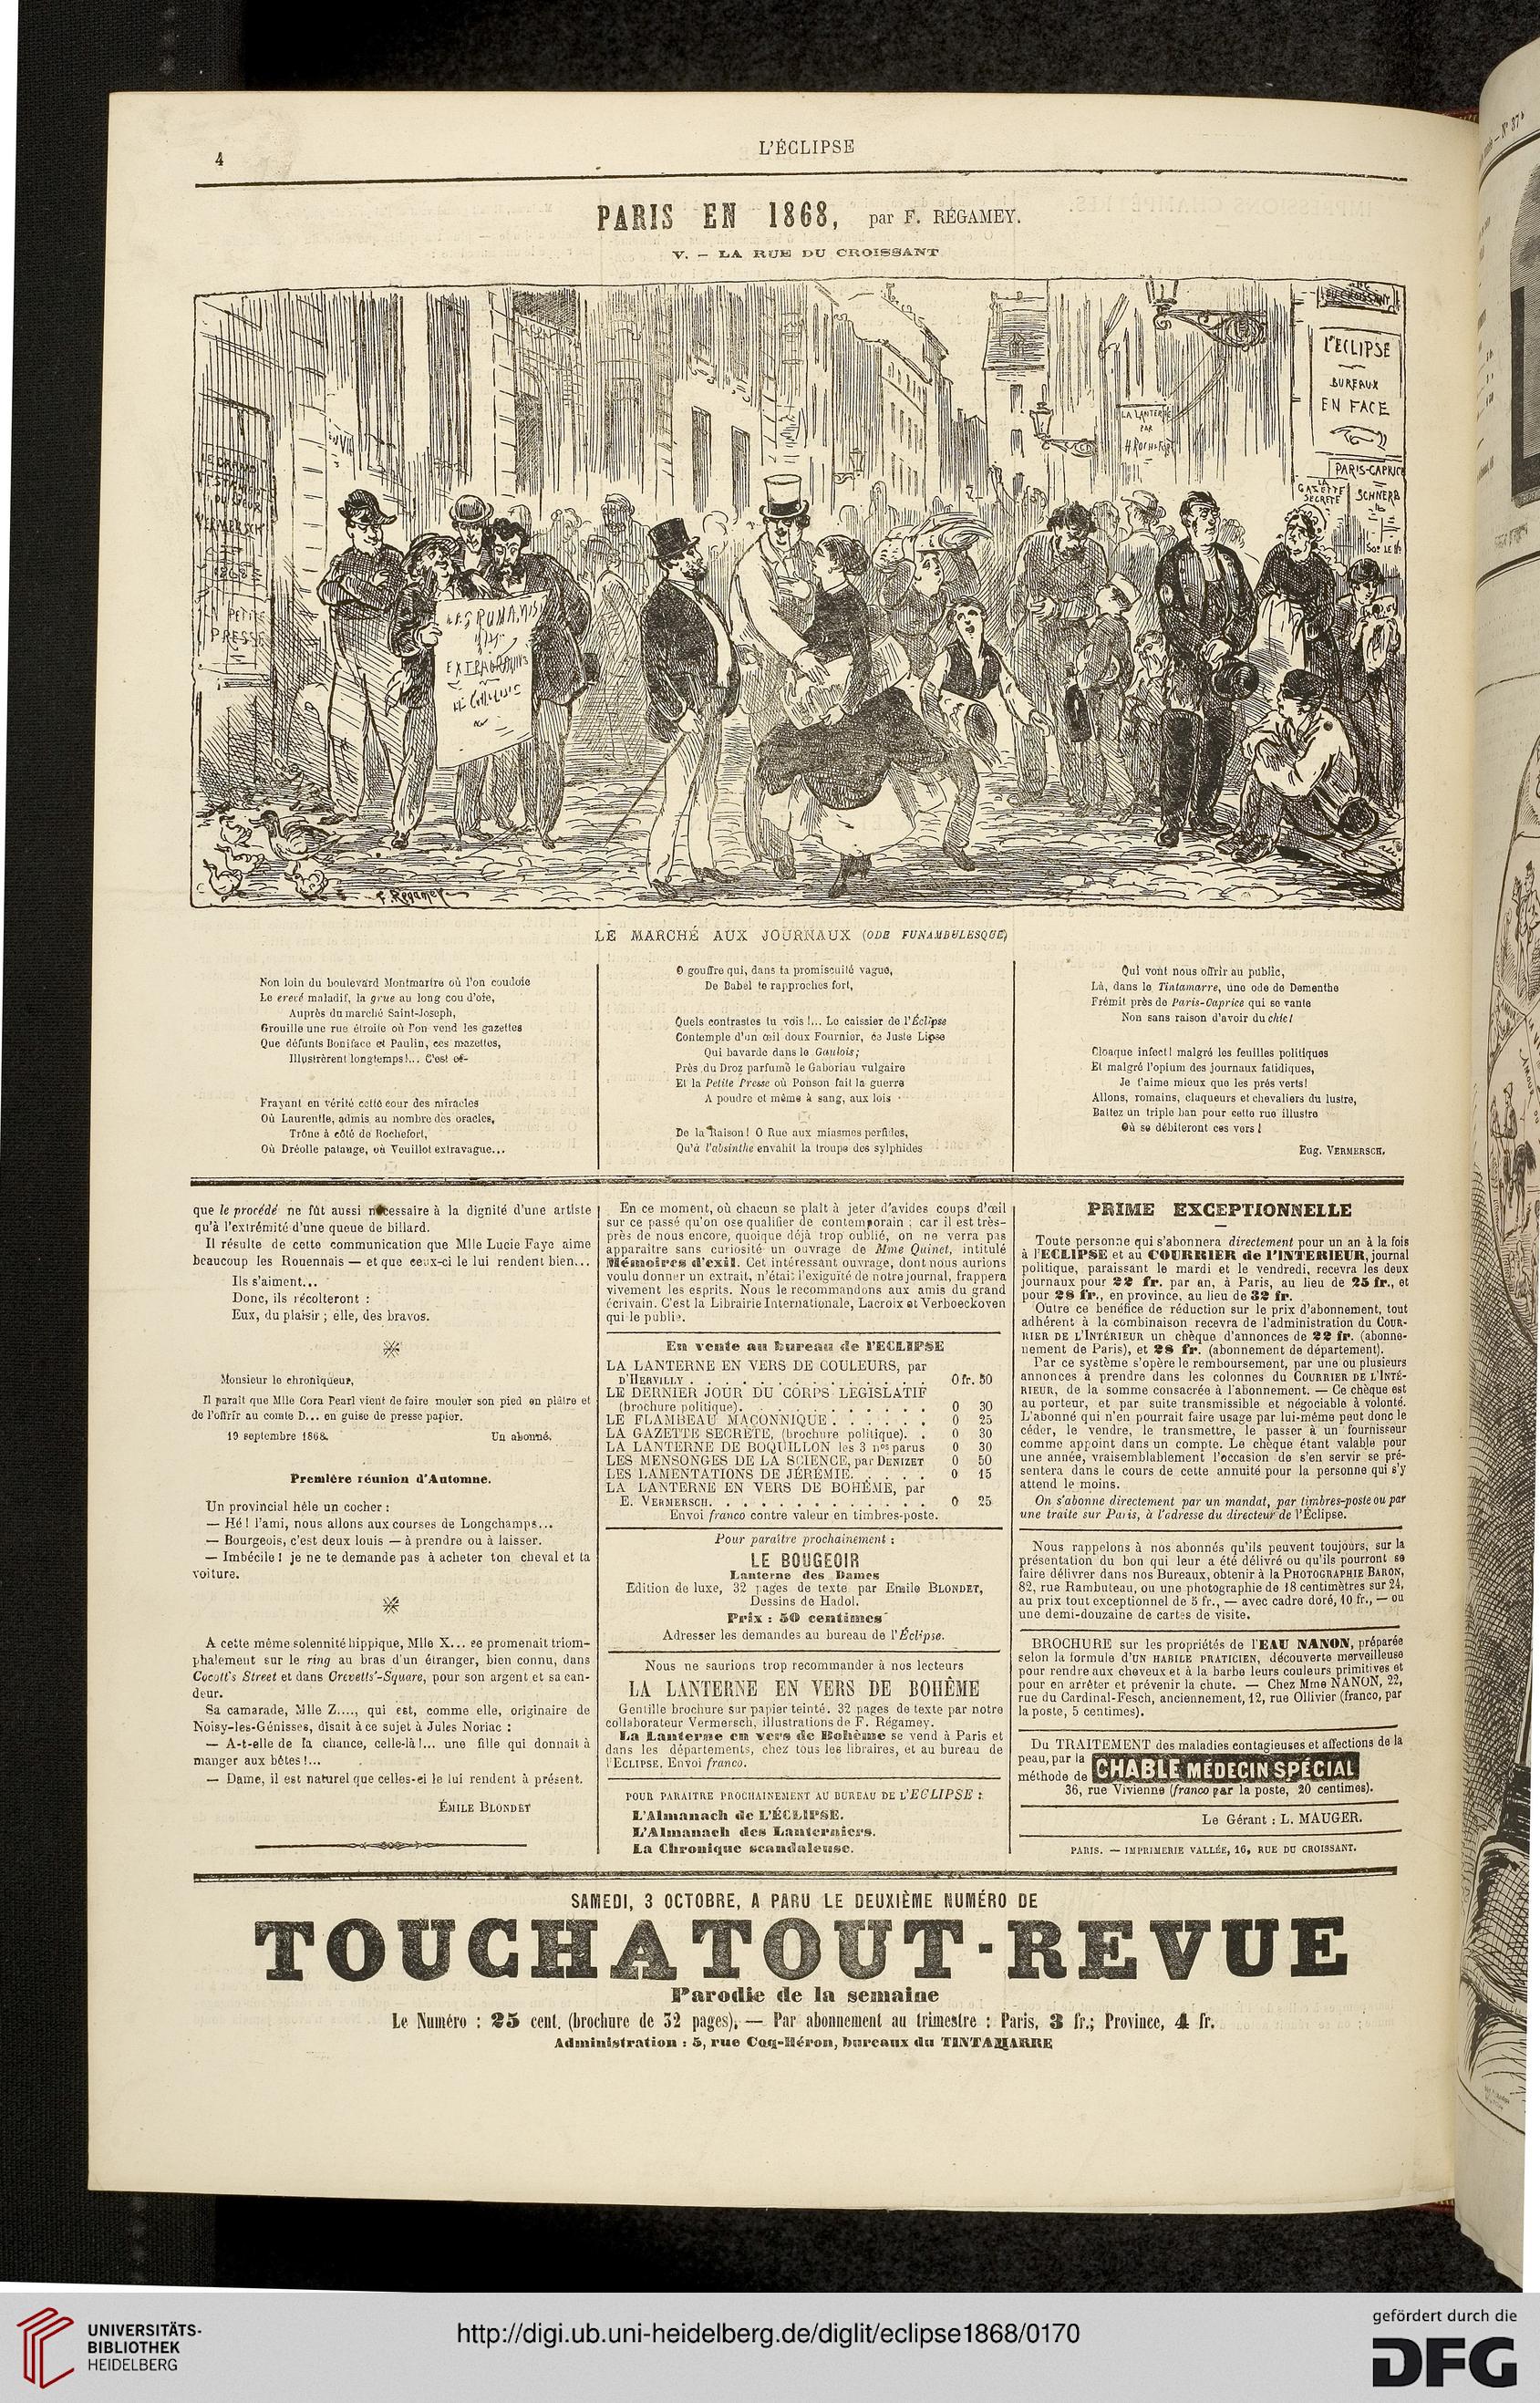 4
L'ÉCLIPSE
PARIS EN 1868, par F. RÉGAMEY.
V. — LA RUE DU CROISSANT
L'ECLIPSE
BUREAUX
EN FACE
LA LANTERNE
PAR
H. ROCHEFORT
PARIS-CAPRICE
LA
GAZETTE
SECRETE
SCHNERB
LA PETITE
PRESSE
F. Régamey
LE MARCHÉ AUX JOURNAUX (ODE FUNAMBULESQUE)
Non loin du boulevard Montmartre où l'on coudoie
Le crevé maladif, la grue au long cou d'oie,
Auprès du marché Saint-Joseph,
Grouille une rue étroite où l'on vend les gazettes
Que défunts Boniface et Paulin, ces mazettes,
Illustrèrent longtemps!... C'est ef-
Frayant en vérité cette cour des miracles
Où Laurentie, admis au nombre des oracles,
Trône à côté de Rochefort,
Où Dréolle patauge, où Veuillot extravague...
O gouffre qui, dans ta promiscuité vague,
De Babel te rapproches fort,
Quels contrastes tu vois!... Le caissier de l'Éclipse
Contemple d'un œil doux Fournier, ce Juste Lipse
Qui bavarde dans le Gaulois;
Près du Droz parfumé le Gaboriau vulgaire
Et la Petite Presse où Ponson fait la guerre
A poudre et même à sang, aux lois
De la Raison! O Rue aux miasmes perfides,
Qu'à l'absinthe envahit la troupe des sylphides
Qui vont nous offrir au public,
Là, dans le Tintamarre, une ode de Dementhe
Frémit près de Paris-Caprice qui se vante
Non sans raison d'avoir du chic!
Cloaque infect! malgré les feuilles politiques
Et malgré l'opium des journaux fatidiques,
Je t'aime mieux que les prés verts!
Allons, romains, claqueurs et chevaliers du lustre,
Battez un triple ban pour cette rue illustre
Où se débiteront ces vers!
Eug. VERMERSCH.
que le procédé ne fût aussi nécessaire à la dignité d'une artiste
qu'à l'extrémité d'une queue de billard.
Il résulte de cette communication que Mlle Lucie Faye aime
beaucoup les Rouennais — et que ceux-ci le lui rendent bien...
Ils s'aiment...
Donc, ils récolteront :
Eux, du plaisir ; elle, des bravos.
Monsieur le chroniqueur,
Il paraît que Mlle Cora Pearl vient de faire mouler son pied en plâtre et
de l'offrir au comte D... en guise de presse papier.
19 septembre 1868. Un abonné.
Première réunion d'Automne.
Un provincial hèle un cocher :
— Hé! l'ami, nous allons aux courses de Longchamps...
— Bourgeois, c'est deux louis — à prendre ou à laisser.
— Imbécile! je ne te demande pas à acheter ton cheval et ta
voiture.
A cette même solennité hippique, Mlle X... se promenait triom-
phalement sur le ring au bras d'un étranger, bien connu, dans
Cocott's Street et dans Crevett's'-Square, pour son argent et sa can-
deur.
Sa camarade, Mlle Z...., qui est, comme elle, originaire de
Noisy-les-Génisses, disait à ce sujet à Jules Noriac :
— A-t-elle de la chance, celle-là!... une fille qui donnait à
manger aux bêtes!...
— Dame, il est naturel que celles-ci le lui rendent à présent.
ÉMILE BLONDET
En ce moment, où chacun se plaît à jeter d'avides coups d'œil
sur ce passé qu'on ose qualifier de contemporain ; car il est très-
près de nous encore, quoique déjà trop oublié, on ne verra pas
apparaître sans curiosité un ouvrage de Mme Quinet, intitulé
Mémoires d'exil. Cet intéressant ouvrage, dont nous aurions
voulu donner un extrait, n'était l'exiguité de notre journal, frappera
vivement les esprits. Nous le recommandons aux amis du grand
écrivain. C'est la Librairie Internationale, Lacroix et Verboeckoven
qui le publie.
En vente au bureau de l'ECLIPSE
LA LANTERNE EN VERS DE COULEURS, par
D'HERVILLY . . . . . . . . . . . . 0 fr. 50
LE DERNIER JOUR DU CORPS LÉGISLATIF
(brochure politique). . . . . . . . . . . 0 30
LE FLAMBEAU MAÇONNIQUE . . . . . . 0 25
LA GAZETTE SECRÈTE, (brochure politique). . 0 30
LA LANTERNE DE BOQUILLON les 3 nos parus 0 30
LES MENSONGES DE LA SCIENCE, par DENIZET 0 50
LES LAMENTATIONS DE JÉRÉMIE. . . . . . 0 15
LA LANTERNE EN VERS DE BOHÈME, par
E. VERMERSCH. . . . . . . . . . . . . 0 25
Envoi franco contre valeur en timbres-poste.
Pour paraître prochainement :
LE BOUGEOIR
Lanterne des Dames
Edition de luxe, 32 pages de texte par Emile BLONDET,
Dessins de Hadol.
Prix : 50 centimes
Adresser les demandes au bureau de l'Éclipse.
Nous ne saurions trop recommander à nos lecteurs
LA LANTERNE EN VERS DE BOHÊME
Gentille brochure sur papier teinté. 32 pages de texte par notre
collaborateur Vermersch, illustrations de F. Régamey.
La Lanterne en vers de Bohème se vend à Paris et
dans les départements, chez tous les libraires, et au bureau de
l'ECLIPSE. Envoi franco.
POUR PARAITRE PROCHAINEMENT AU BUREAU DE L'ECLIPSE :
L'Almanach de L'ÉCLIPSE.
L'Almanach des Lanterniers.
La Chronique scandaleuse.
PRIME EXCEPTIONNELLE
Toute personne qui s'abonnera directement pour un an à la fois
à l'ECLIPSE et au COURRIER de l'INTERIEUR, journal
politique, paraissant le mardi et le vendredi, recevra les deux
journaux pour 22 fr. par an, à Paris, au lieu de 25 fr., et
pour 28 fr., en province, au lieu de 32 fr.
Outre ce bénéfice de réduction sur le prix d'abonnement, tout
adhérent à la combinaison recevra de l'administration du COUR-
RIER DE L'INTÉRIEUR un chèque d'annonces de 22 fr. (abonne-
nement de Paris), et 28 fr. (abonnement de département).
Par ce système s'opère le remboursement, par une ou plusieurs
annonces à prendre dans les colonnes du COURRIER DE L'INTÉ-
RIEUR, de la somme consacrée à l'abonnement. — Ce chèque est
au porteur, et par suite transmissible et négociable à volonté.
L'abonné qui n'en pourrait faire usage par lui-même peut donc le
céder, le vendre, le transmettre, le passer à un fournisseur
comme appoint dans un compte. Le chèque étant valable pour
une année, vraisemblablement l'occasion de s'en servir se pré-
sentera dans le cours de cette annuité pour la personne qui s'y
attend le moins.
On s'abonne directement par un mandat, par timbres-poste ou par
une traite sur Paris, à l'adresse du directeur de l'Éclipse.
Nous rappelons à nos abonnés qu'ils peuvent toujours, sur la
présentation du bon qui leur a été délivré ou qu'ils pourront se
faire délivrer dans nos Bureaux, obtenir à la PHOTOGRAPHIE BARON,
82, rue Rambuteau, ou une photographie de 18 centimètres sur 24,
au prix tout exceptionnel de 5 fr., — avec cadre doré, 10 fr., — ou
une demi-douzaine de cartes de visite.
BROCHURE sur les propriétés de l'EAU NANON, préparée
selon la formule d'UN HABILE PRATICIEN, découverte merveilleuse
pour rendre aux cheveux et à la barbe leurs couleurs primitives et
pour en arrêter et prévenir la chute. — Chez Mme NANON, 22,
rue du Cardinal-Fesch, anciennement, 12, rue Ollivier (franco, par
la poste, 5 centimes).
Du TRAITEMENT des maladies contagieuses et affections de la
peau, par la
méthode de CHABLE MÉDECIN SPÉCIAL
36, rue Vivienne (franco par la poste, 20 centimes).
Le Gérant : L. MAUGER.
PARIS. — IMPRIMERIE VALLÉE, 16, RUE DU CROISSANT.
SAMEDI, 3 OCTOBRE, A PARU LE DEUXIÈME NUMÉRO DE
TOUCHATOUT-REVUE
Parodie de la semaine
Le Numéro : 25 cent. (brochure de 32 pages). — Par abonnement au trimestre : Paris, 3 fr.; Province, 4 fr.
Administration : 5, rue Coq-Héron, bureaux du TINTAMARRE
UNIVERSITÄTS-
BIBLIOTHEK
HEIDELBERG
http://digi.ub.uni-heidelberg.de/diglit/eclipse1868/0170
gefördert durch die
DFG